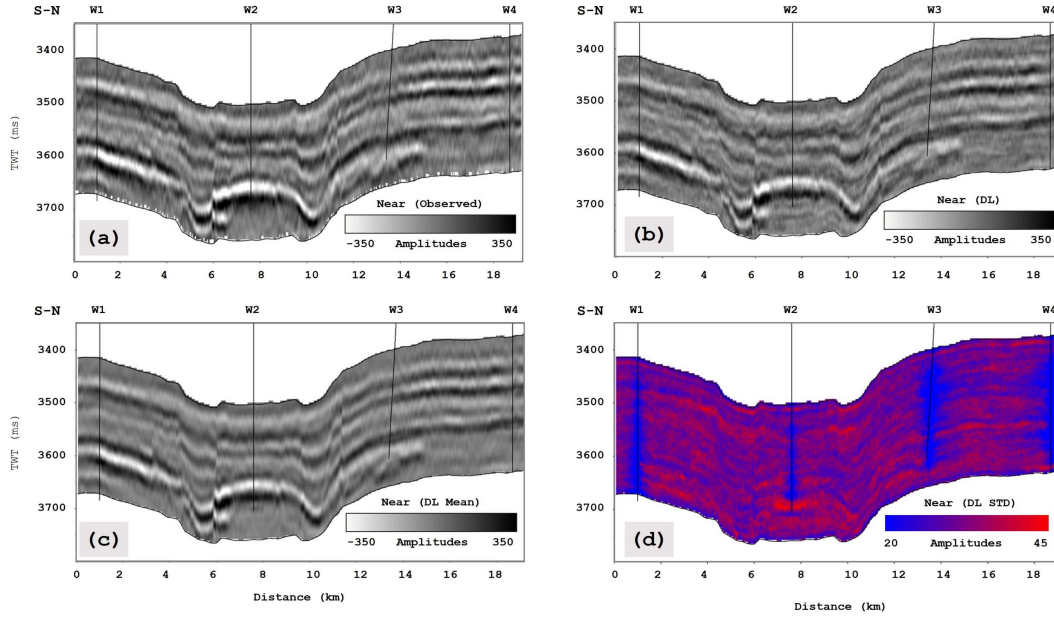 S-N W1 W2 W3 W4
3400
3500
3600
3700
TWT (ms)
Near (Observed)
-350 Amplitudes 350
(a)
0 2 4 6 8 10 12 14 16 18
S-N W1 W2 W3 W4
3400
3500
3600
3700
Near (DL)
-350 Amplitudes 350
(b)
0 2 4 6 8 10 12 14 16 18
S-N W1 W2 W3 W4
3400
3500
3600
3700
TWT (ms)
Near (DL Mean)
-350 Amplitudes 350
(c)
0 2 4 6 8 10 12 14 16 18
Distance (km)
S-N W1 W2 W3 W4
3400
3500
3600
3700
Near (DL STD)
20 Amplitudes 45
(d)
0 2 4 6 8 10 12 14 16 18
Distance (km)